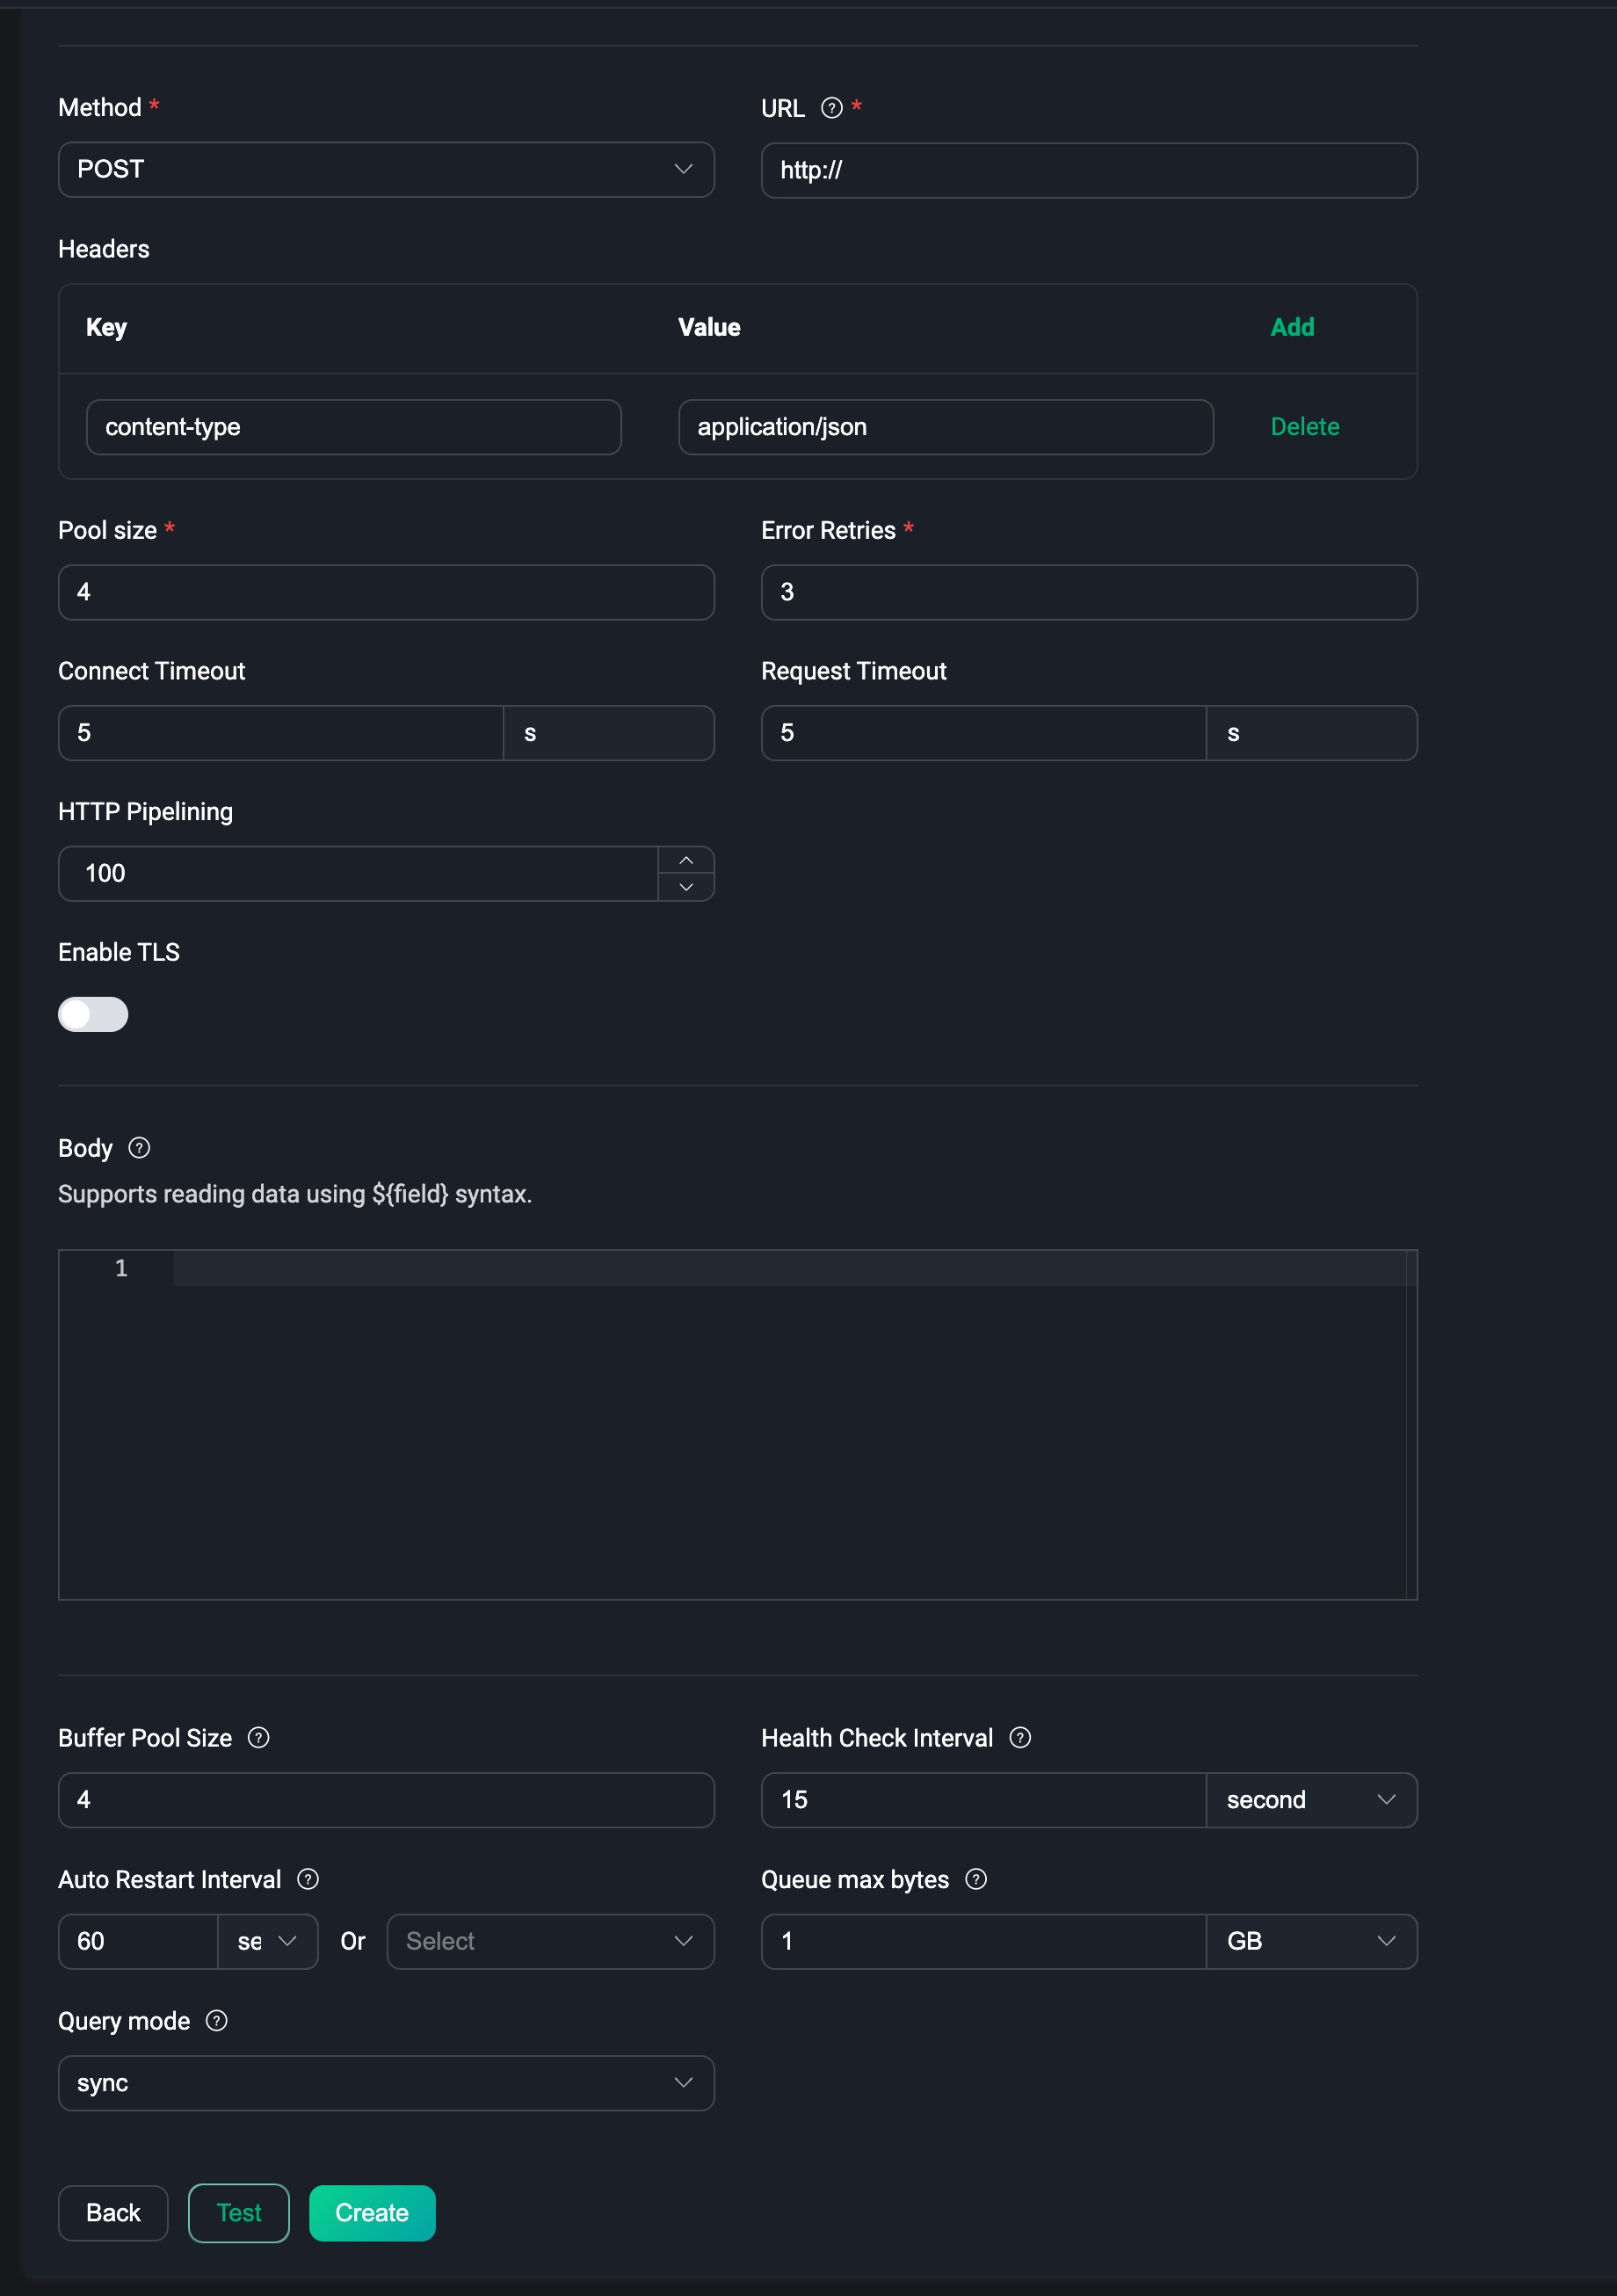 Method *
URL ? *
POST
http://
Headers
Key Value Add
content-type application/json Delete
Pool size *
Error Retries *
4
3
Connect Timeout
Request Timeout
5 s
5 s
HTTP Pipelining
100
Enable TLS
Body ?
Supports reading data using ${field} syntax.
1
Buffer Pool Size ?
Health Check Interval ?
4
15 second
Auto Restart Interval ?
Queue max bytes ?
60 se Or Select
1 GB
Query mode ?
sync
Back Test Create